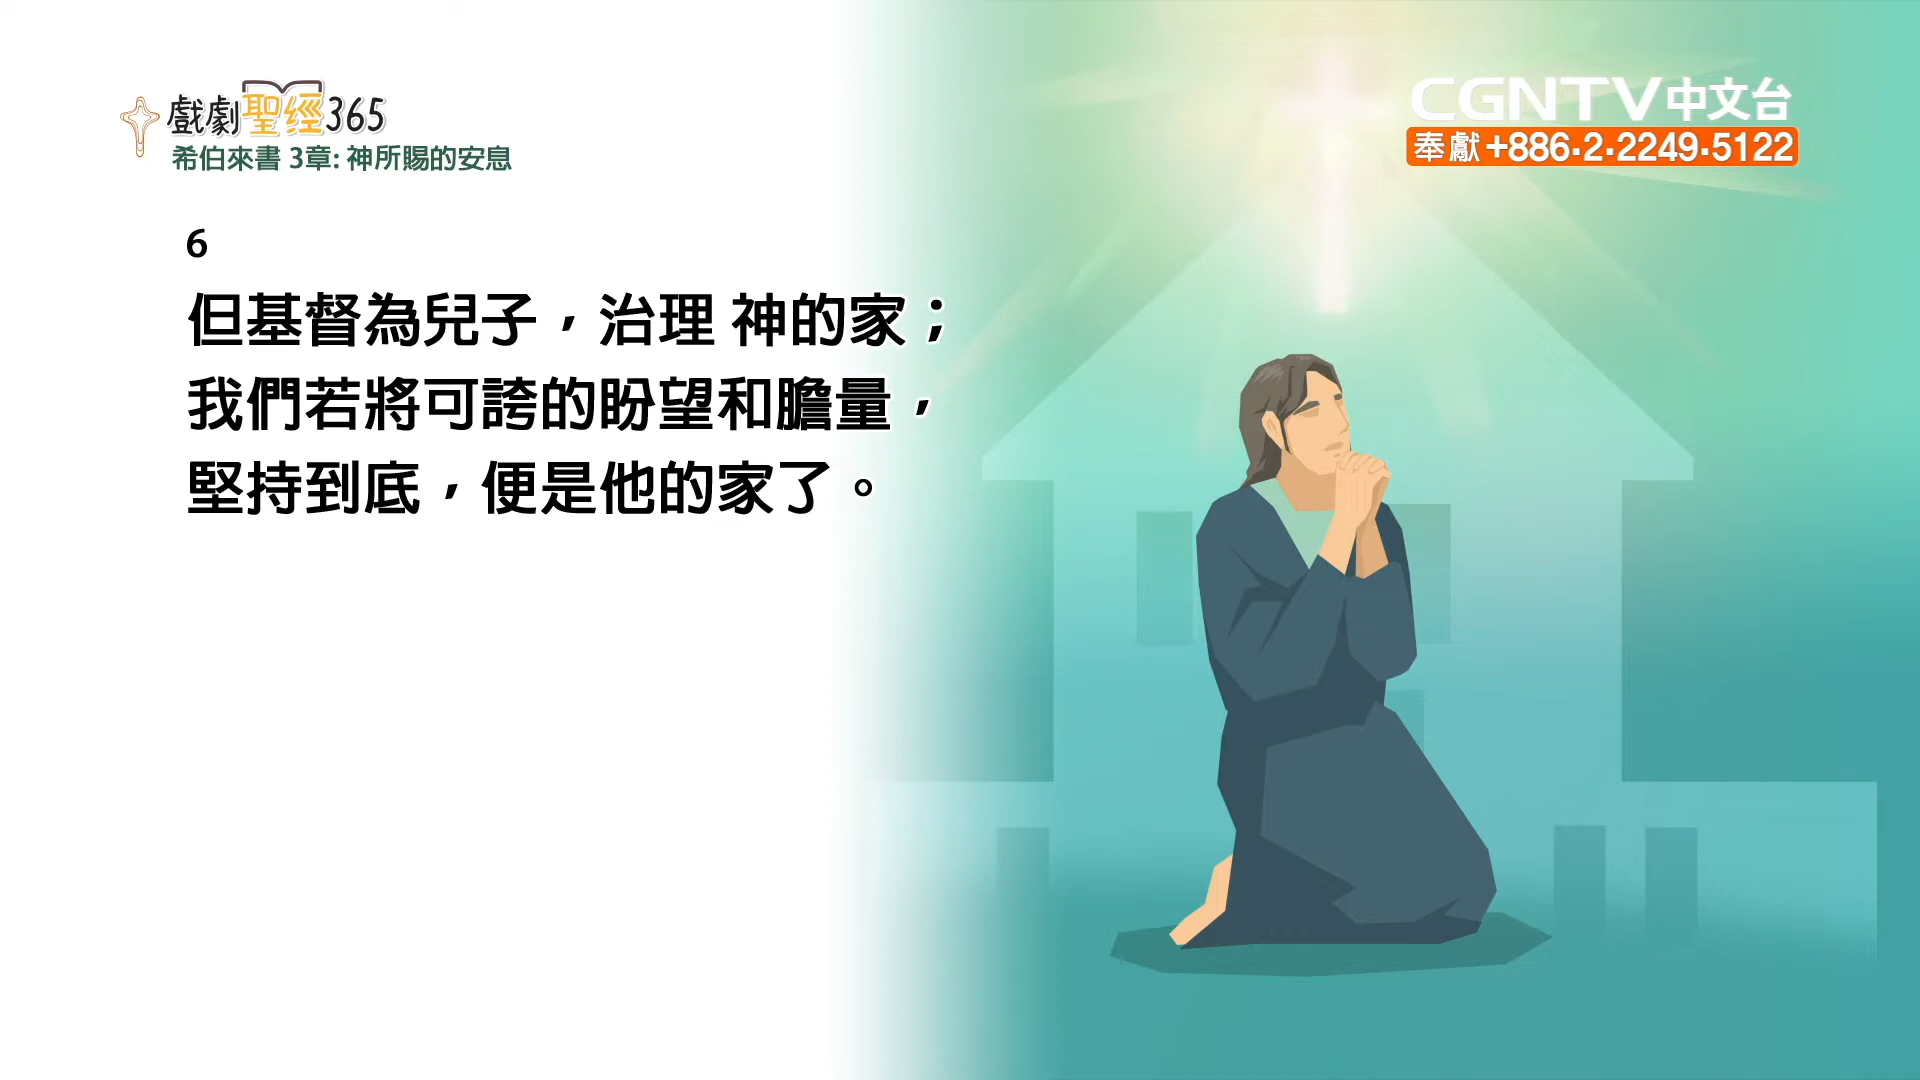 戲劇聖經365
希伯來書 3章: 神所賜的安息
CGNTV中文台
奉獻 +886·2·2249·5122
6
但基督為兒子，治理 神的家；
我們若將可誇的盼望和膽量，
堅持到底，便是他的家了。